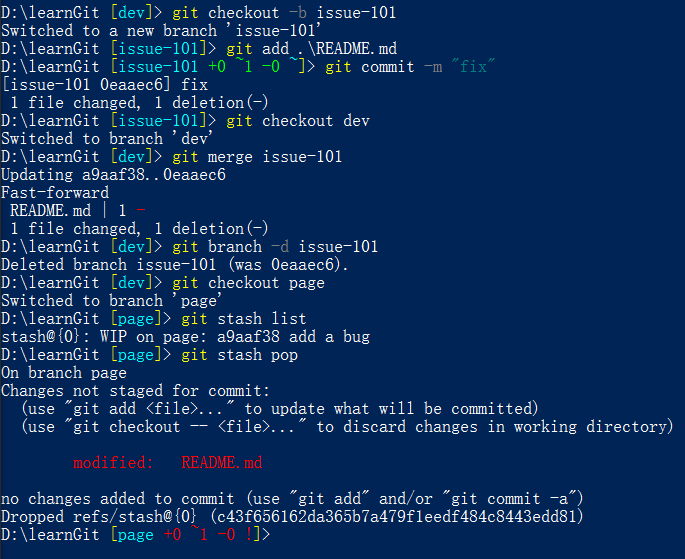 D:\learnGit [dev]> git checkout -b issue-101
Switched to a new branch 'issue-101'
D:\learnGit [issue-101]> git add .\README.md
D:\learnGit [issue-101 +0 ~1 -0 ~]> git commit -m "fix"
[issue-101 0eaaec6] fix
 1 file changed, 1 deletion(-)
D:\learnGit [issue-101]> git checkout dev
Switched to branch 'dev'
D:\learnGit [dev]> git merge issue-101
Updating a9aaf38..0eaaec6
Fast-forward
 README.md | 1 -
 1 file changed, 1 deletion(-)
D:\learnGit [dev]> git branch -d issue-101
Deleted branch issue-101 (was 0eaaec6).
D:\learnGit [dev]> git checkout page
Switched to branch 'page'
D:\learnGit [page]> git stash list
stash@{0}: WIP on page: a9aaf38 add a bug
D:\learnGit [page]> git stash pop
On branch page
Changes not staged for commit:
  (use "git add <file>..." to update what will be committed)
  (use "git checkout -- <file>..." to discard changes in working directory)
        modified:   README.md
no changes added to commit (use "git add" and/or "git commit -a")
Dropped refs/stash@{0} (c43f656162da365b7a479f1eedf484c8443edd81)
D:\learnGit [page +0 ~1 -0 !]>